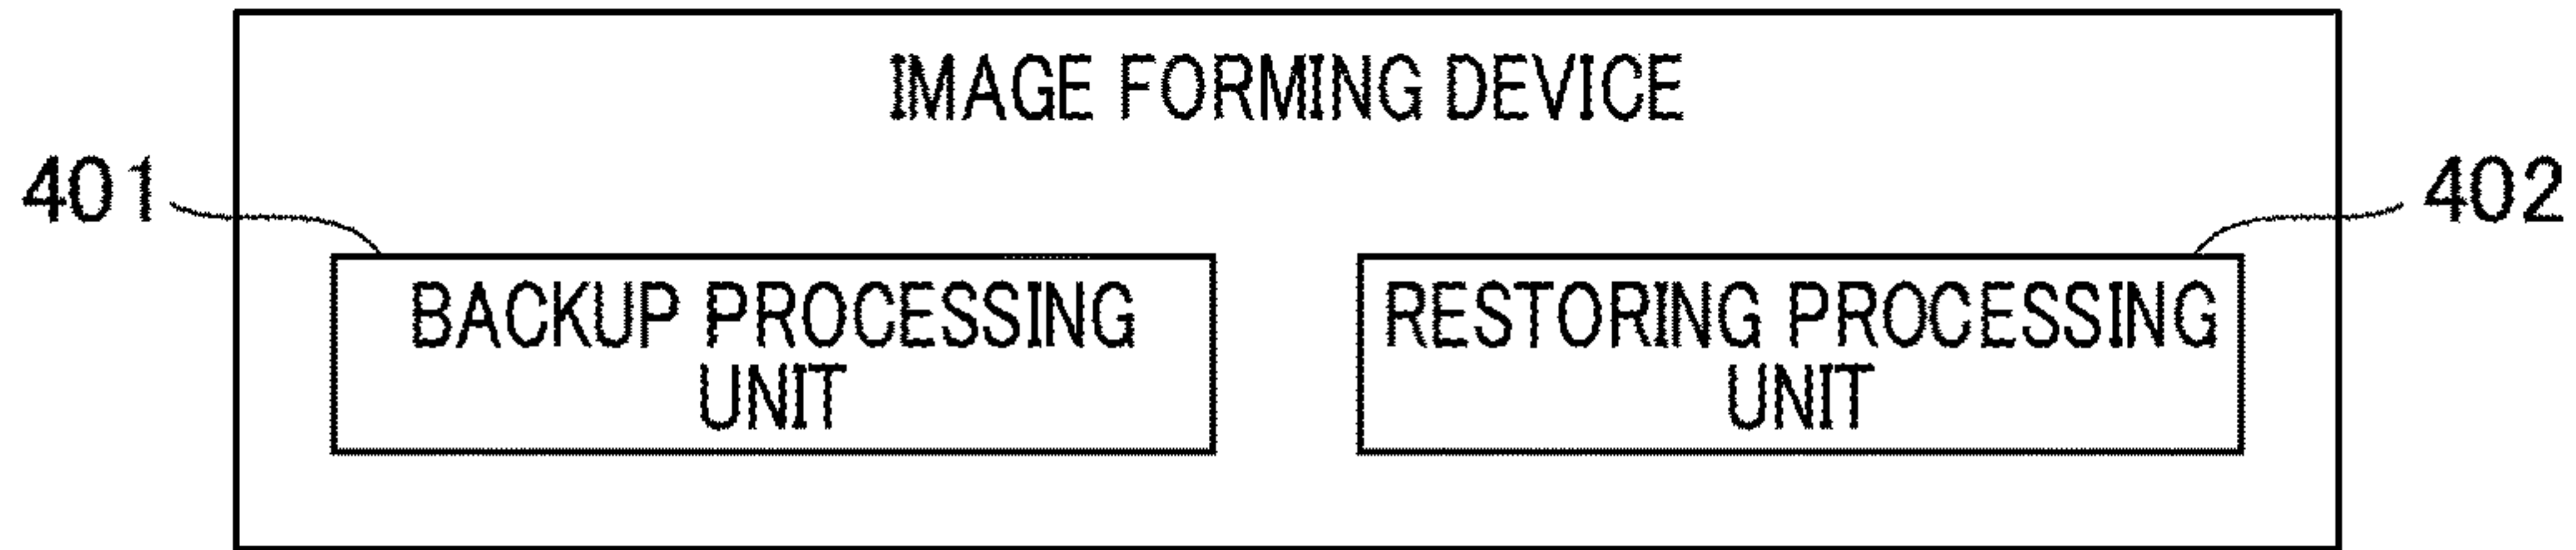 IMAGE FORMING DEVICE
401
402
BACKUP PROCESSING
UNIT
RESTORING PROCESSING
UNIT